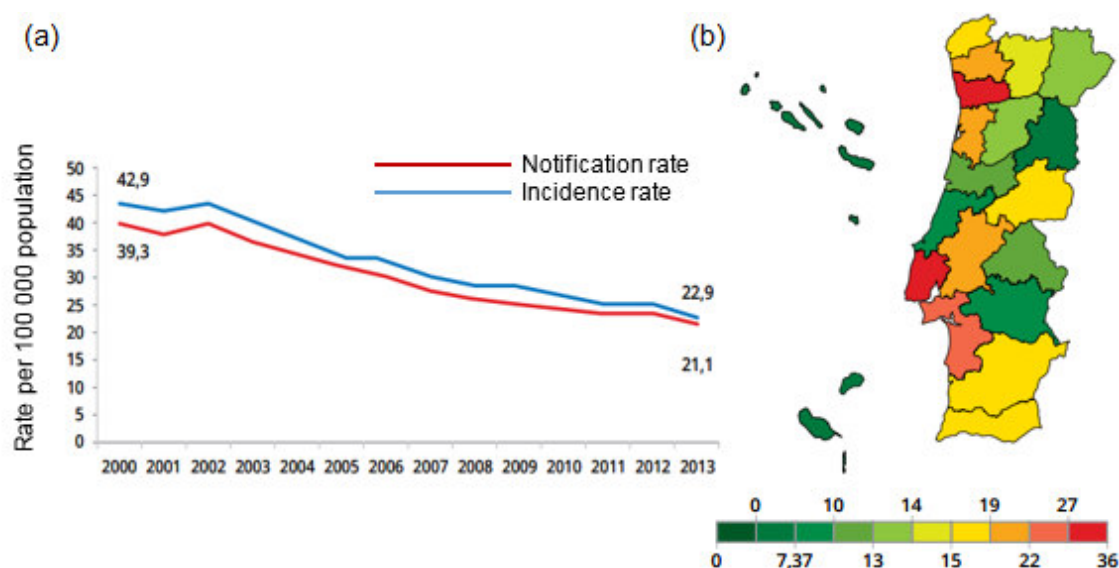 (a)
(b)
Notification rate
Incidence rate
Rate per 100 000 population
50
45
40
35
30
25
20
15
10
5
0
42,9
39,3
22,9
21,1
2000 2001 2002 2003 2004 2005 2006 2007 2008 2009 2010 2011 2012 2013
0 10 14 19 27
0 7,37 13 15 22 36